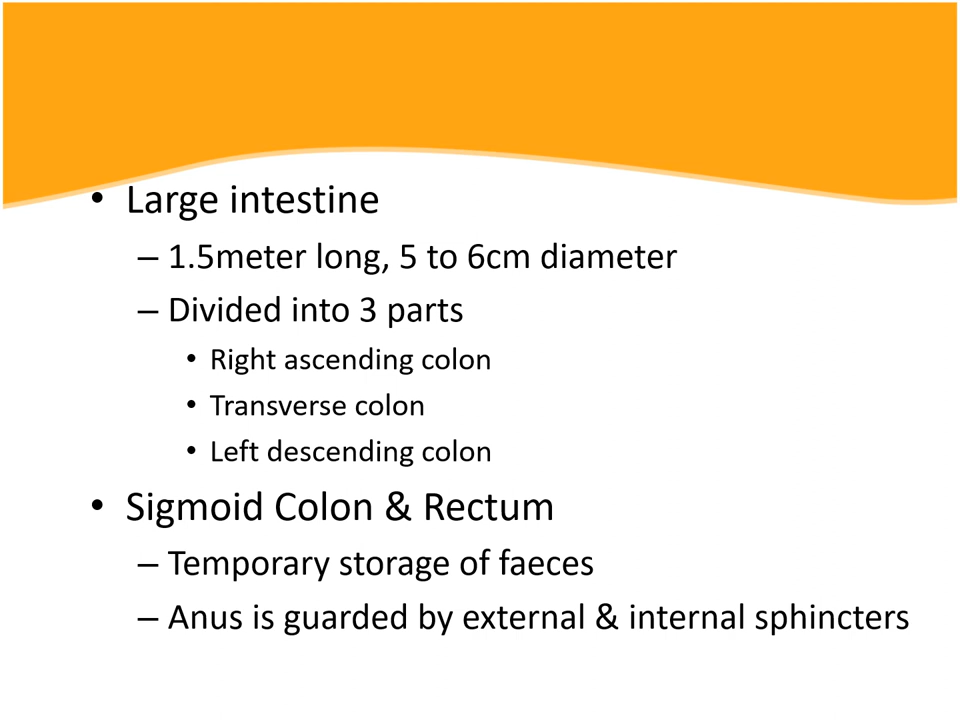 • Large intestine
– 1.5meter long, 5 to 6cm diameter
– Divided into 3 parts
• Right ascending colon
• Transverse colon
• Left descending colon
• Sigmoid Colon & Rectum
– Temporary storage of faeces
– Anus is guarded by external & internal sphincters